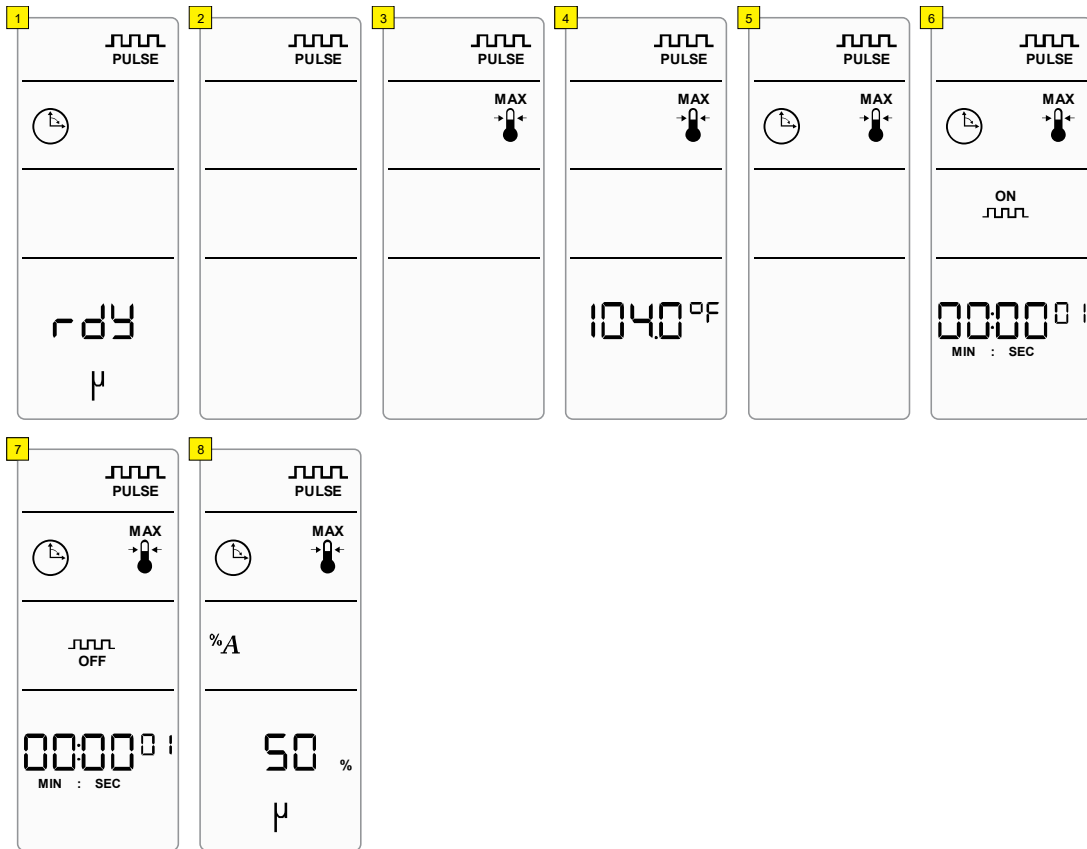 1
PULSE
rdY
μ
2
PULSE
3
PULSE
MAX
4
PULSE
MAX
104.0 °F
5
PULSE
MAX
6
PULSE
MAX
ON
00:00 01
MIN : SEC
7
PULSE
MAX
OFF
00:00 01
MIN : SEC
8
PULSE
MAX
%A
50 %
μ